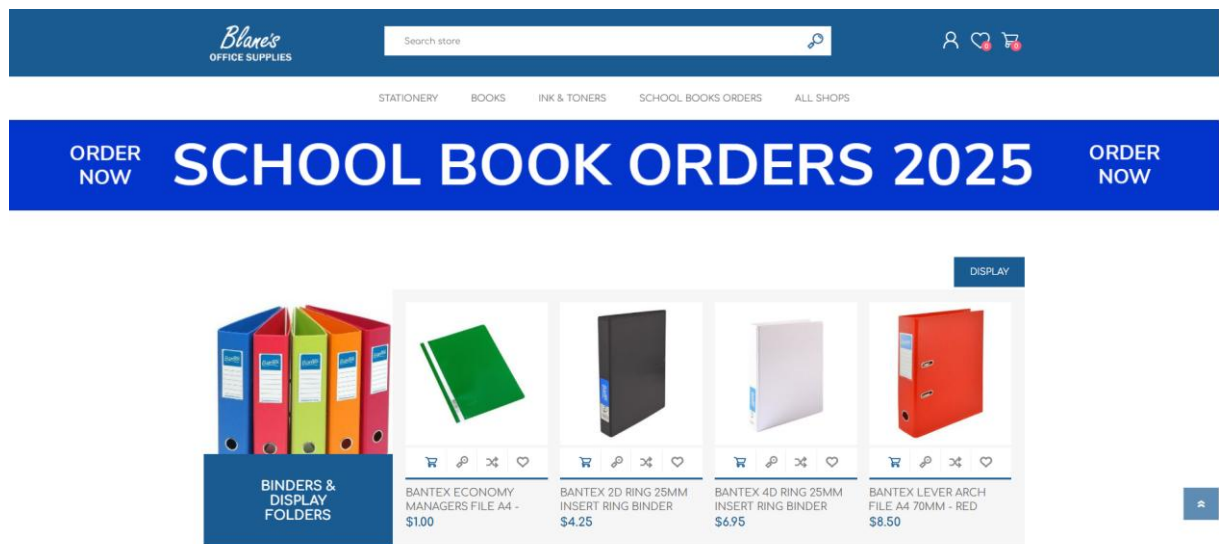 Blane's
OFFICE SUPPLIES
Search store
0
0
STATIONERY BOOKS INK & TONERS SCHOOL BOOKS ORDERS ALL SHOPS
ORDER
NOW
SCHOOL BOOK ORDERS 2025
ORDER
NOW
DISPLAY
BINDERS &
DISPLAY
FOLDERS
BANTEX ECONOMY
MANAGERS FILE A4 -
$1.00
BANTEX 2D RING 25MM
INSERT RING BINDER
$4.25
BANTEX 4D RING 25MM
INSERT RING BINDER
$6.95
BANTEX LEVER ARCH
FILE A4 70MM - RED
$8.50